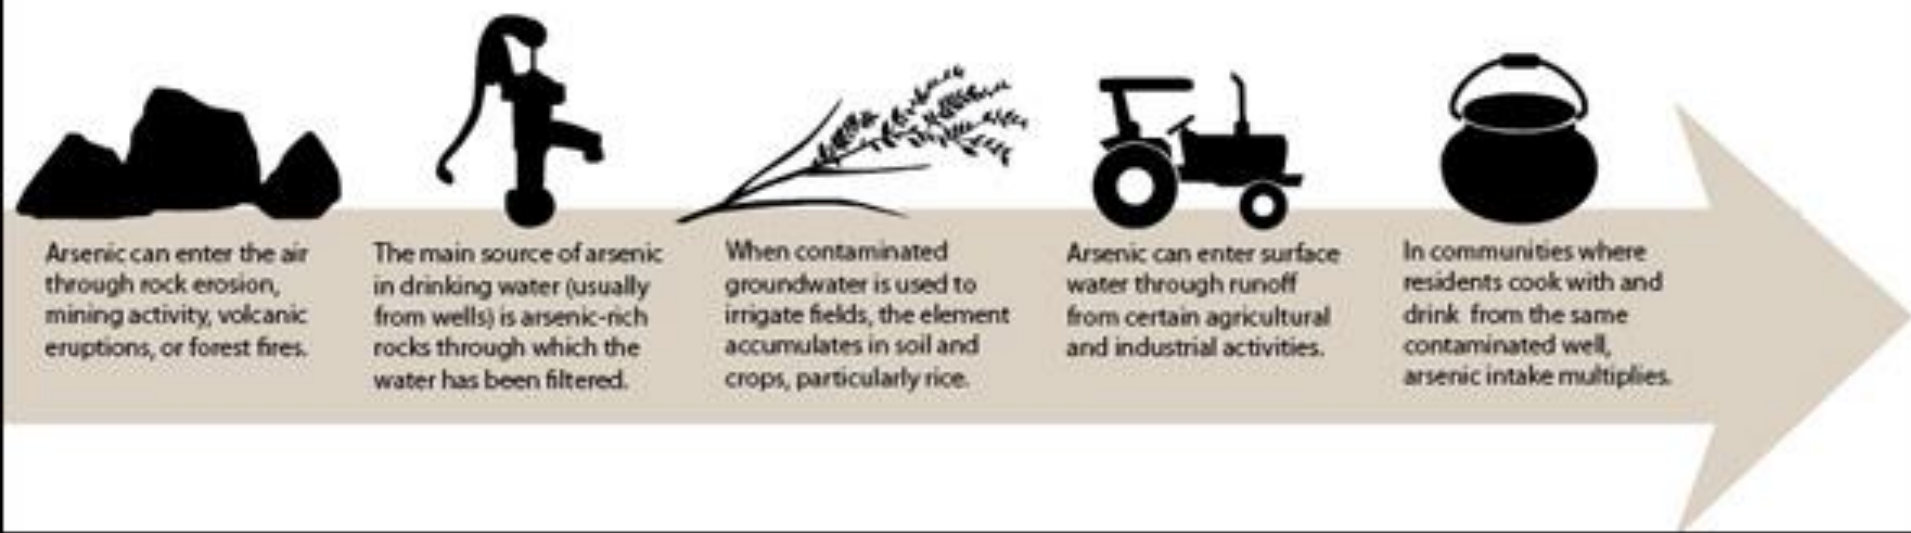 Arsenic can enter the air
through rock erosion,
mining activity, volcanic
eruptions, or forest fires.
The main source of arsenic
in drinking water (usually
from wells) is arsenic-rich
rocks through which the
water has been filtered.
When contaminated
groundwater is used to
irrigate fields, the element
accumulates in soil and
crops, particularly rice.
Arsenic can enter surface
water through runoff
from certain agricultural
and industrial activities.
In communities where
residents cook with and
drink from the same
contaminated well,
arsenic intake multiplies.